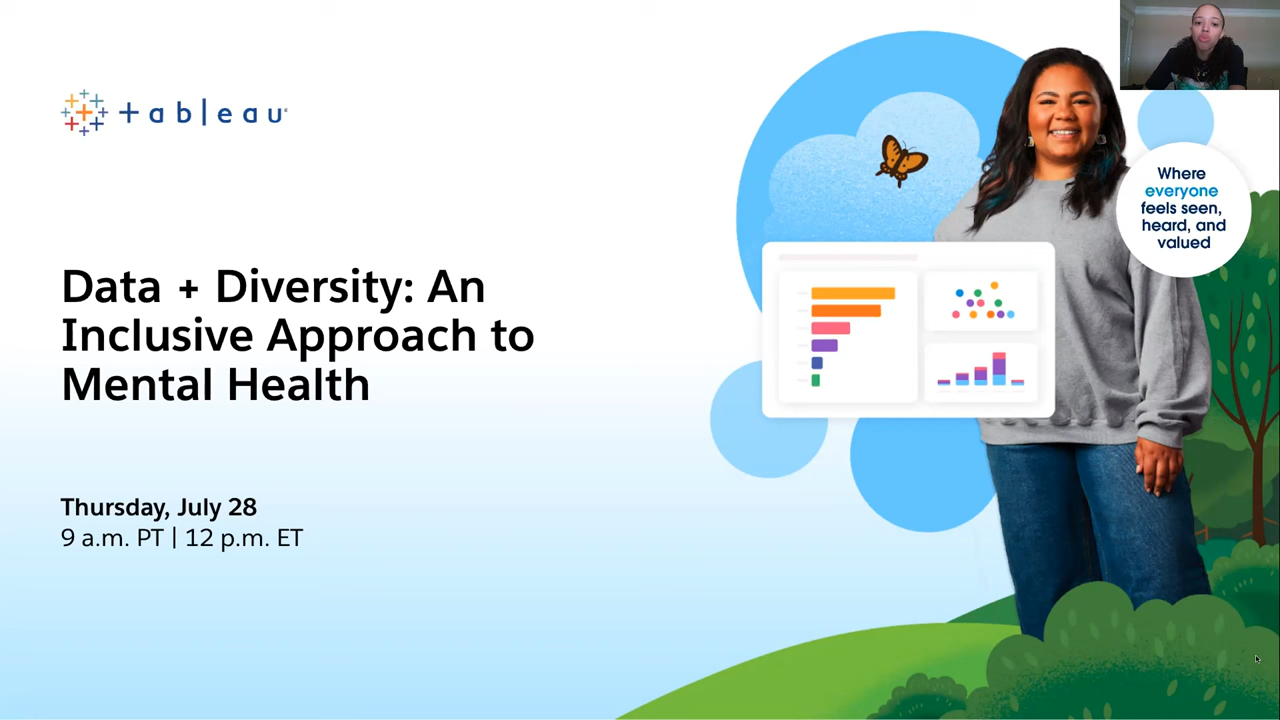 +ableau
Data + Diversity: An
Inclusive Approach to
Mental Health
Thursday, July 28
9 a.m. PT | 12 p.m. ET
Where
everyone
feels seen,
heard, and
valued